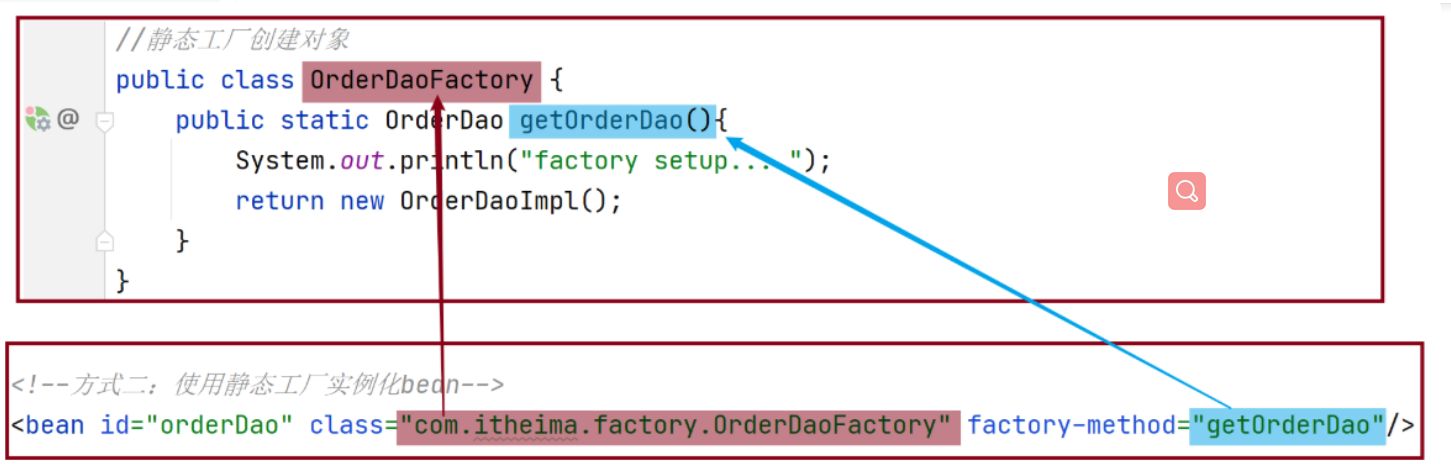 //静态工厂创建对象
public class OrderDaoFactory {
@ public static OrderDao getOrderDao(){
System.out.println("factory setup....");
return new OrderDaoImpl();
}
}
<!--方式二：使用静态工厂实例化bean-->
<bean id="orderDao" class="com.itheima.factory.OrderDaoFactory" factory-method="getOrderDao"/>